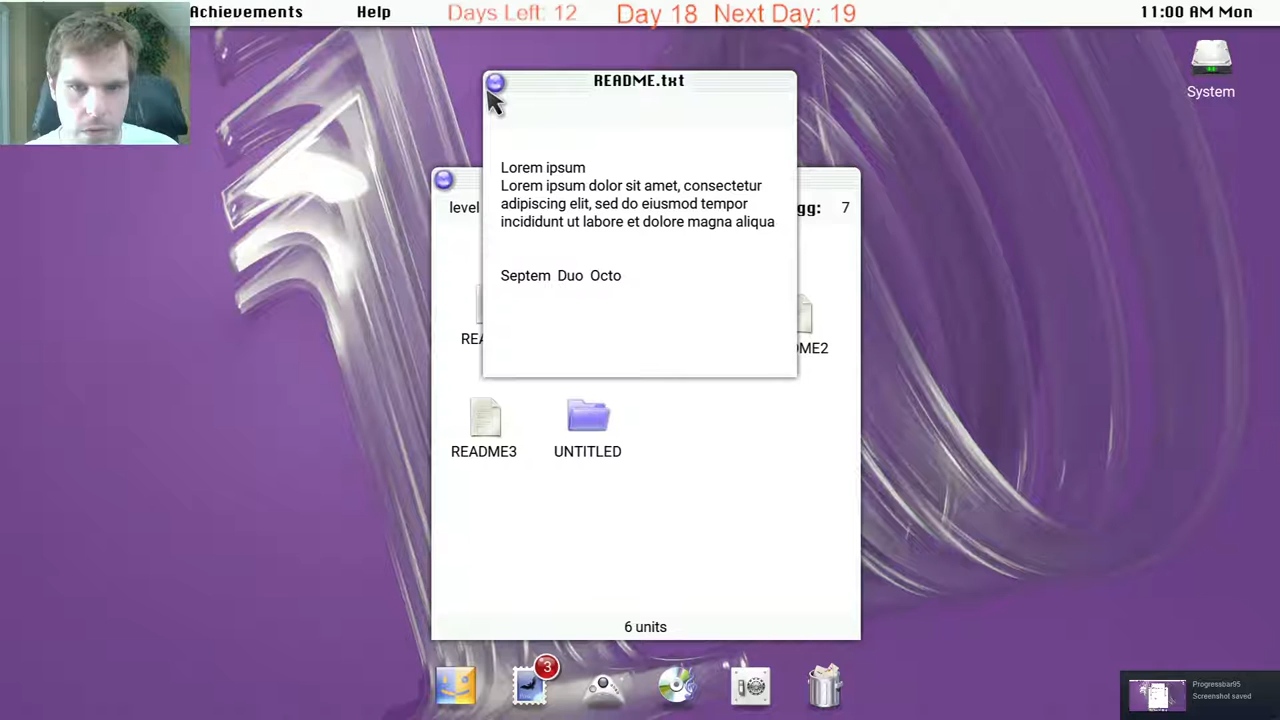 Achievements Help Days Left: 12 Day 18 Next Day: 19 11:00 AM Mon
System
README.txt
Lorem ipsum
Lorem ipsum dolor sit amet, consectetur
adipiscing elit, sed do eiusmod tempor
incididunt ut labore et dolore magna aliqua
level gg: 7
Septem Duo Octo
REA OME2
README3 UNTITLED
6 units
3
Progressbar95
Screenshot saved